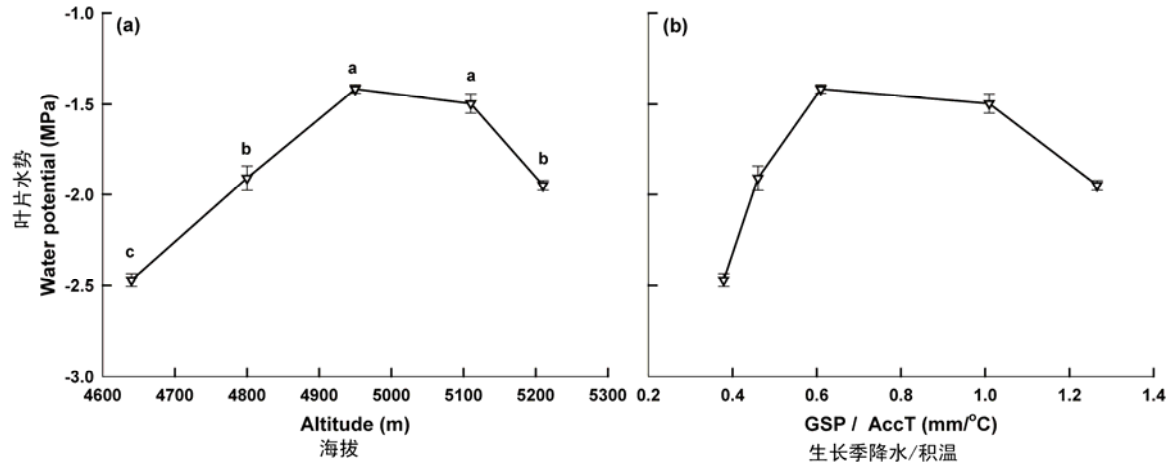 (a)
(b)
-1.0
-1.5
-2.0
-2.5
-3.0
叶片水势
Water potential (MPa)
c
b
a
a
b
4600 4700 4800 4900 5000 5100 5200 5300
Altitude (m)
海拔
0.2 0.4 0.6 0.8 1.0 1.2 1.4
GSP / AccT (mm/°C)
生长季降水/积温